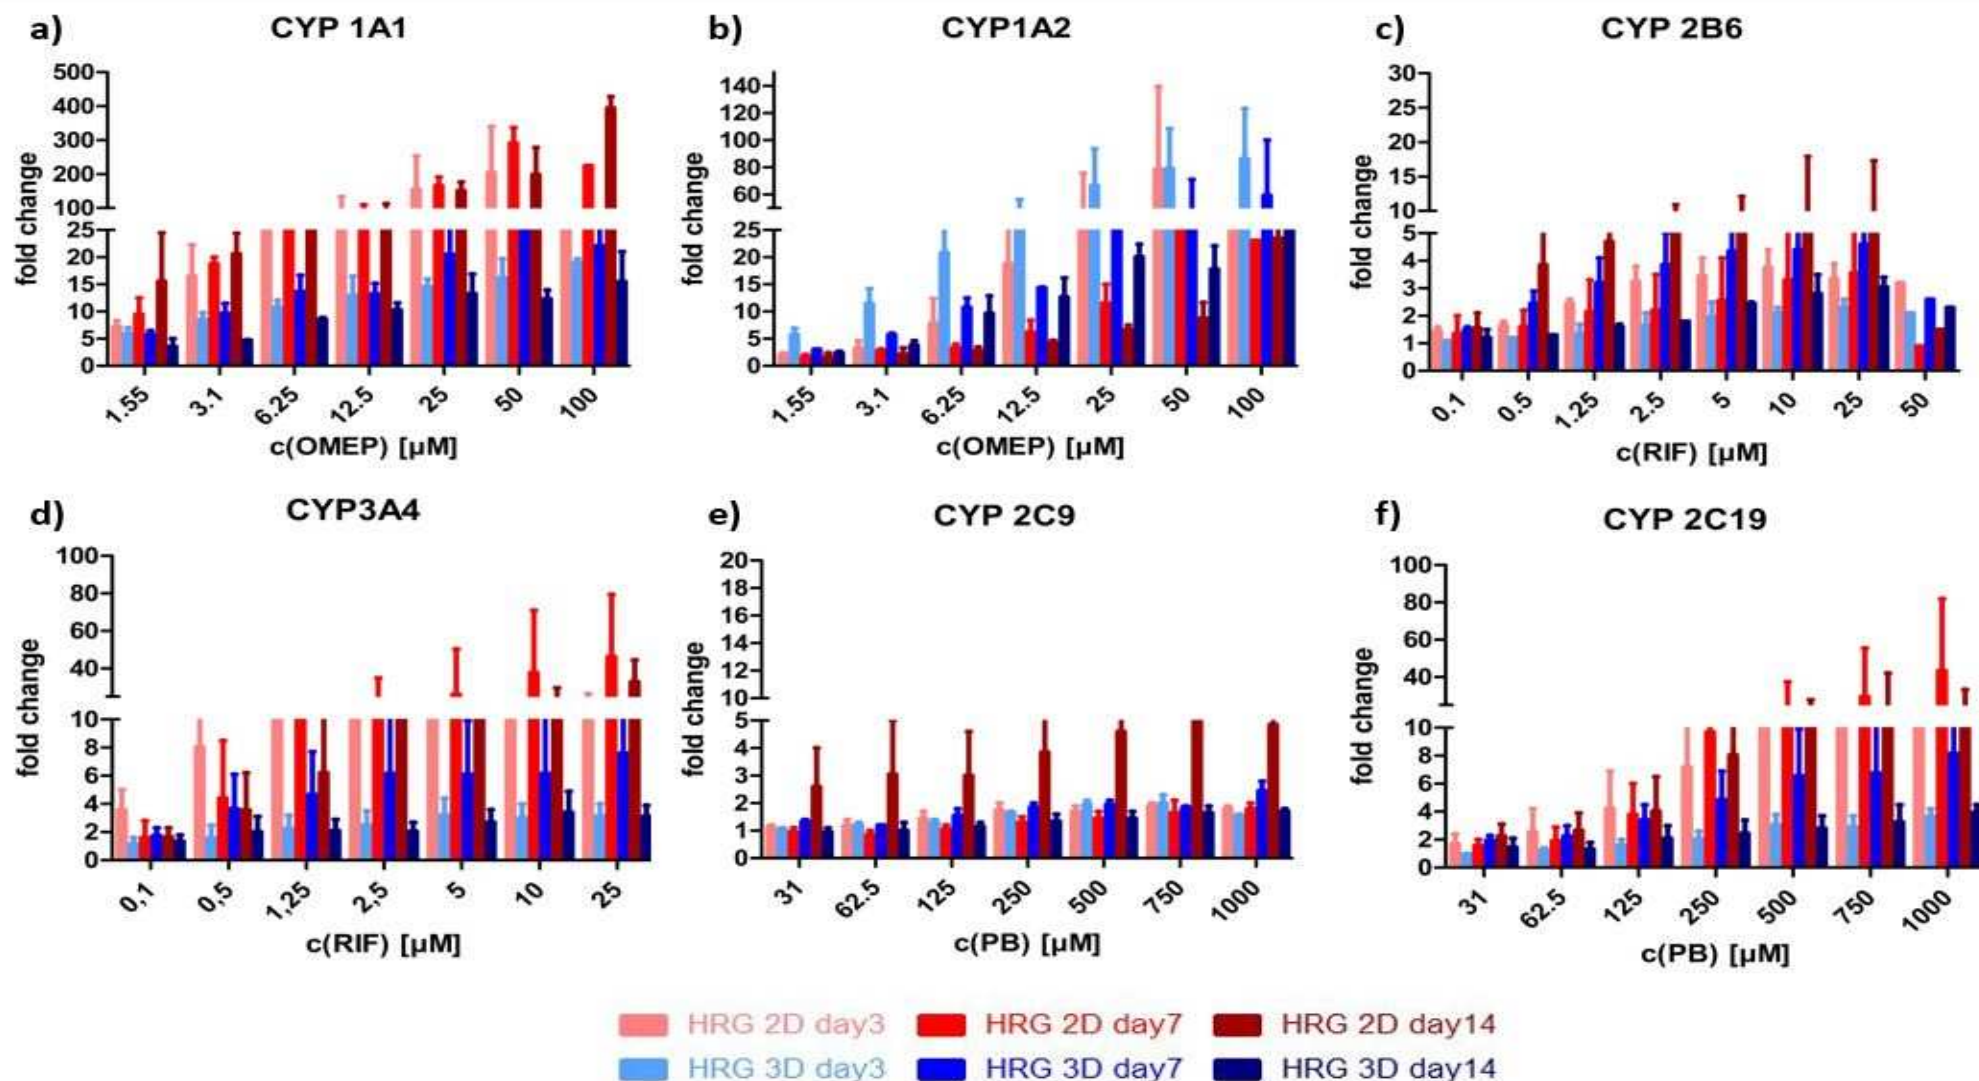 a)
CYP 1A1
fold change
500
400
300
200
100
25
20
15
10
5
0
1.55 3.1 6.25 12.5 25 50 100
c(OMEP) [µM]
b)
CYP1A2
fold change
140
120
100
80
60
25
20
15
10
5
0
1.55 3.1 6.25 12.5 25 50 100
c(OMEP) [µM]
c)
CYP 2B6
fold change
30
25
20
15
10
5
4
3
2
1
0
0.1 0.5 1.25 2.5 5 10 25 50
c(RIF) [µM]
d)
CYP3A4
fold change
100
80
60
40
10
8
6
4
2
0
0,1 0,5 1,25 2,5 5 10 25
c(RIF) [µM]
e)
CYP 2C9
fold change
20
18
16
14
12
10
5
4
3
2
1
0
31 62.5 125 250 500 750 1000
c(PB) [µM]
f)
CYP 2C19
fold change
100
80
60
40
10
8
6
4
2
0
31 62.5 125 250 500 750 1000
c(PB) [µM]
HRG 2D day3 HRG 2D day7 HRG 2D day14
HRG 3D day3 HRG 3D day7 HRG 3D day14